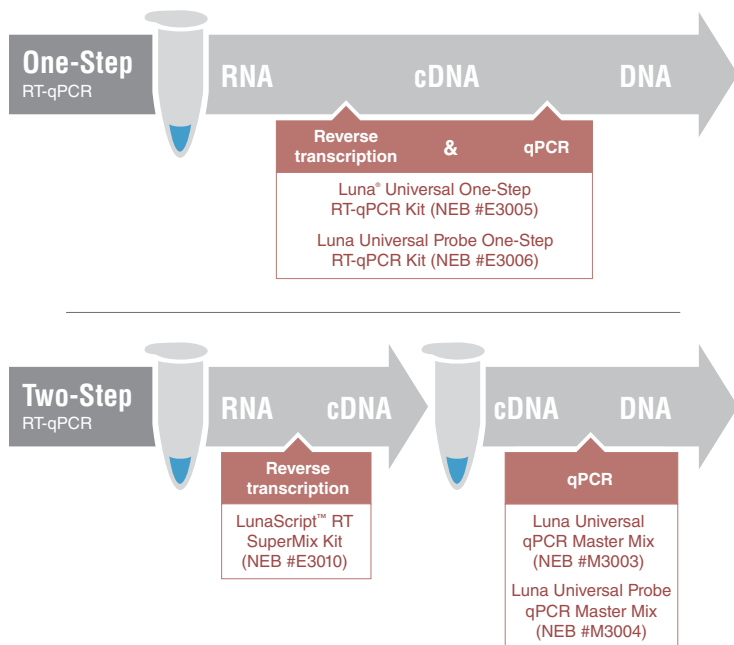 One-Step
RT-qPCR
RNA cDNA DNA
Reverse
transcription & qPCR
Luna® Universal One-Step
RT-qPCR Kit (NEB #E3005)
Luna Universal Probe One-Step
RT-qPCR Kit (NEB #E3006)
Two-Step
RT-qPCR
RNA cDNA
cDNA DNA
Reverse
transcription
LunaScript™ RT
SuperMix Kit
(NEB #E3010)
qPCR
Luna Universal
qPCR Master Mix
(NEB #M3003)
Luna Universal Probe
qPCR Master Mix
(NEB #M3004)